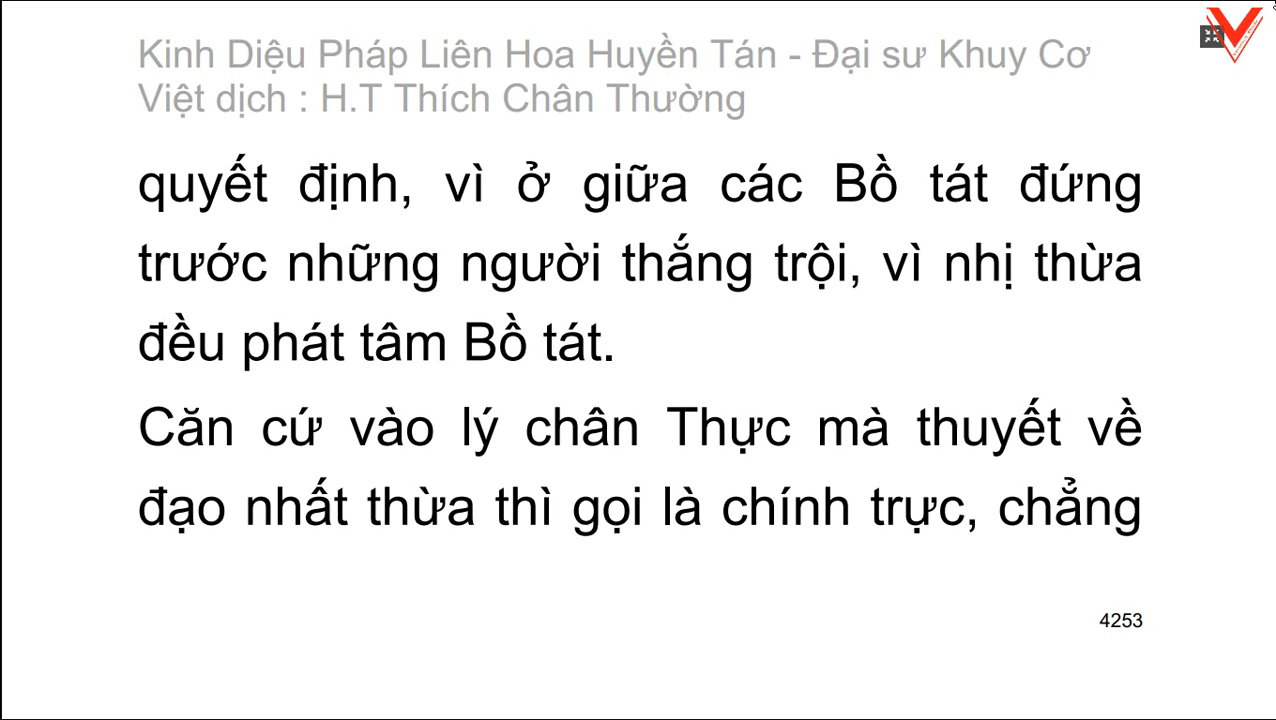 Kinh Diệu Pháp Liên Hoa Huyền Tán - Đại sư Khuy Cơ
Việt dịch : H.T Thích Chân Thường
quyết định, vì ở giữa các Bồ tát đứng
trước những người thắng trội, vì nhị thừa
đều phát tâm Bồ tát.
Căn cứ vào lý chân Thực mà thuyết về
đạo nhất thừa thì gọi là chính trực, chẳng
4253